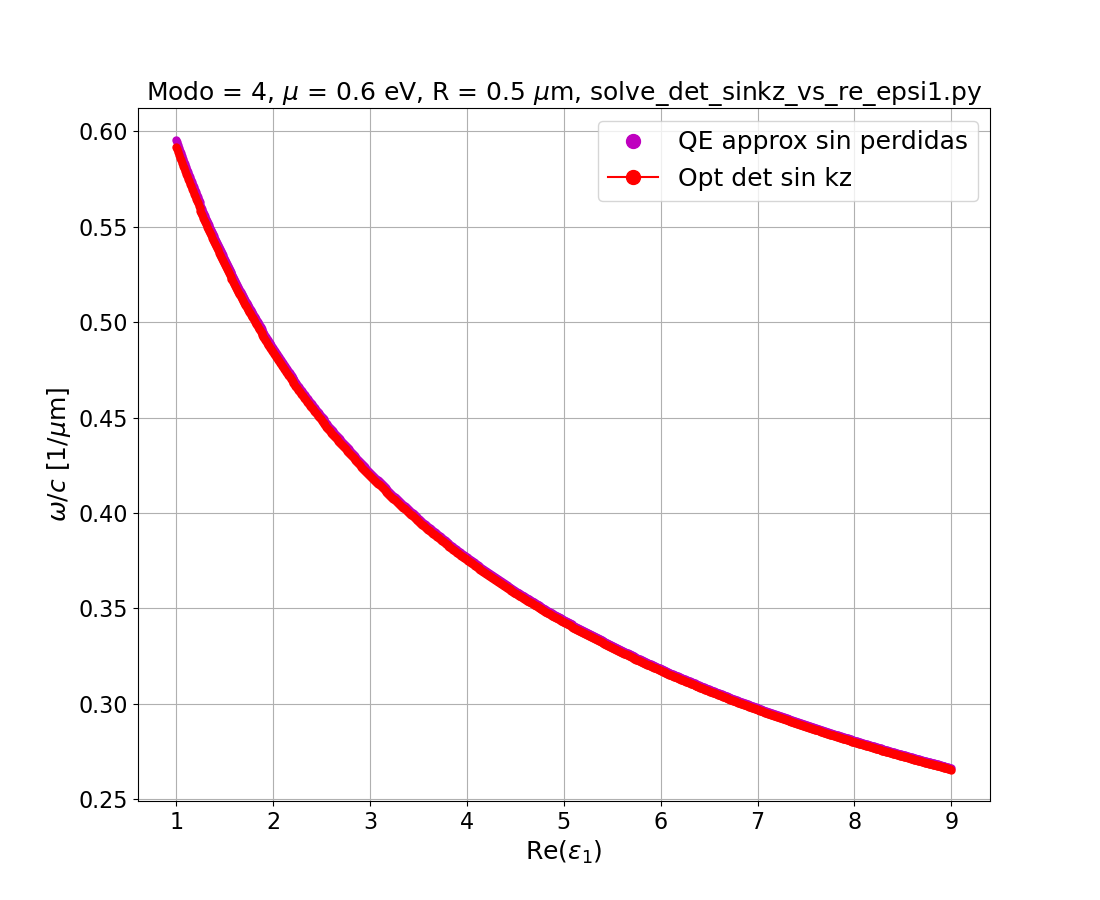 Modo = 4, μ = 0.6 eV, R = 0.5 μm, solve_det_sinkz_vs_re_epsi1.py
QE approx sin perdidas
Opt det sin kz
ω/c [1/μm]
0.60
0.55
0.50
0.45
0.40
0.35
0.30
0.25
1 2 3 4 5 6 7 8 9
Re(ε₁)